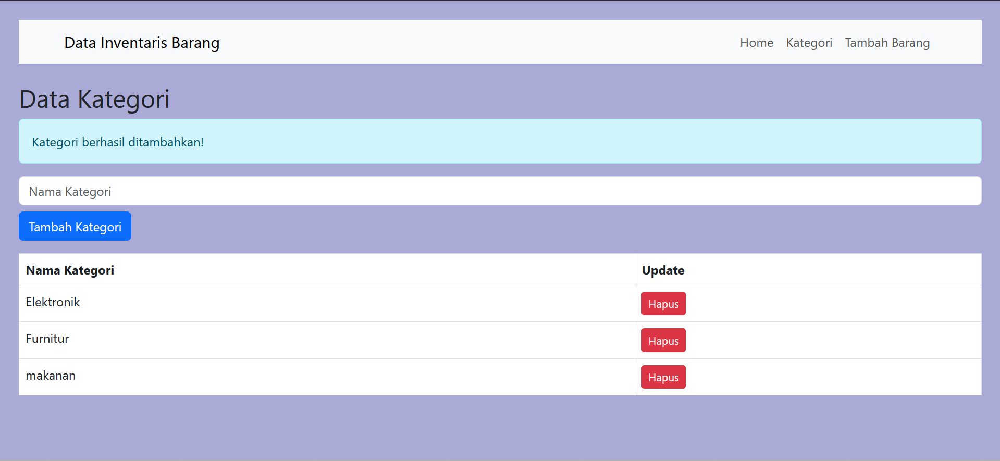 Data Inventaris Barang Home Kategori Tambah Barang
Data Kategori
Kategori berhasil ditambahkan!
Nama Kategori
Tambah Kategori
Nama Kategori Update
Elektronik Hapus
Furnitur Hapus
makanan Hapus